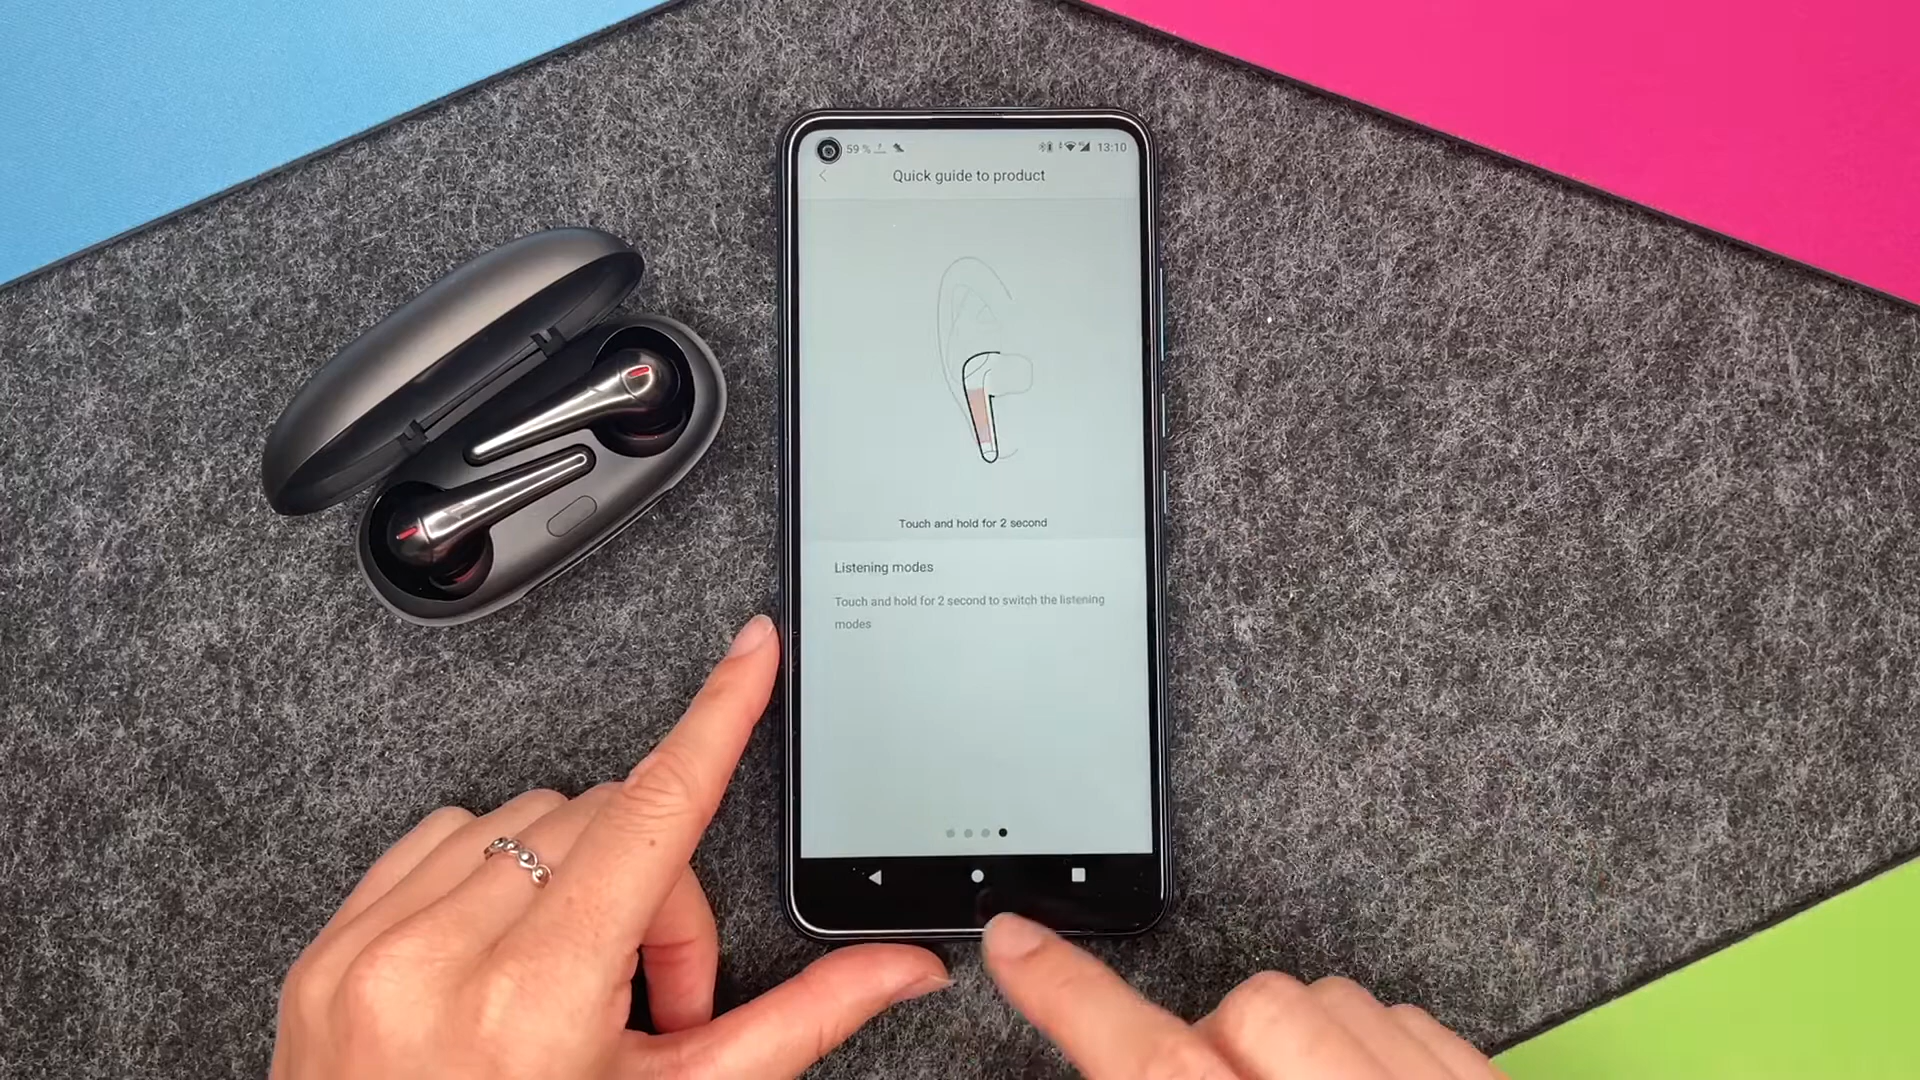 59 %
13:10
Quick guide to product
Touch and hold for 2 second
Listening modes
Touch and hold for 2 second to switch the listening
modes